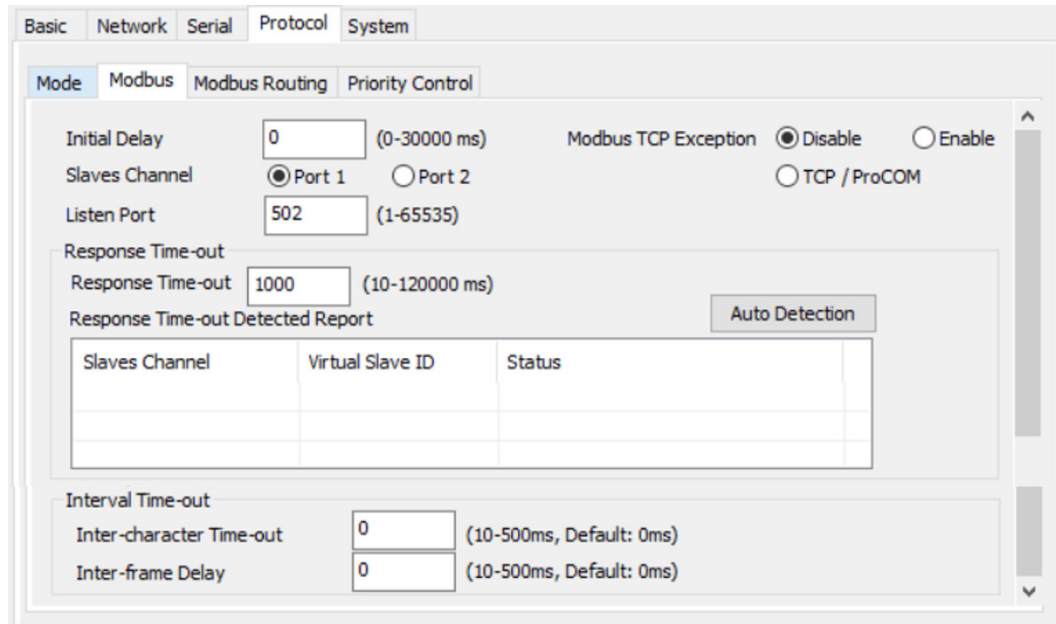 Basic Network Serial Protocol System
Mode Modbus Modbus Routing Priority Control
Initial Delay 0 (0-30000 ms) Modbus TCP Exception Disable Enable
Slaves Channel Port 1 Port 2 TCP / ProCOM
Listen Port 502 (1-65535)
Response Time-out
Response Time-out 1000 (10-120000 ms)
Auto Detection
Response Time-out Detected Report
Slaves Channel Virtual Slave ID Status
Interval Time-out
Inter-character Time-out 0 (10-500ms, Default: 0ms)
Inter-frame Delay 0 (10-500ms, Default: 0ms)